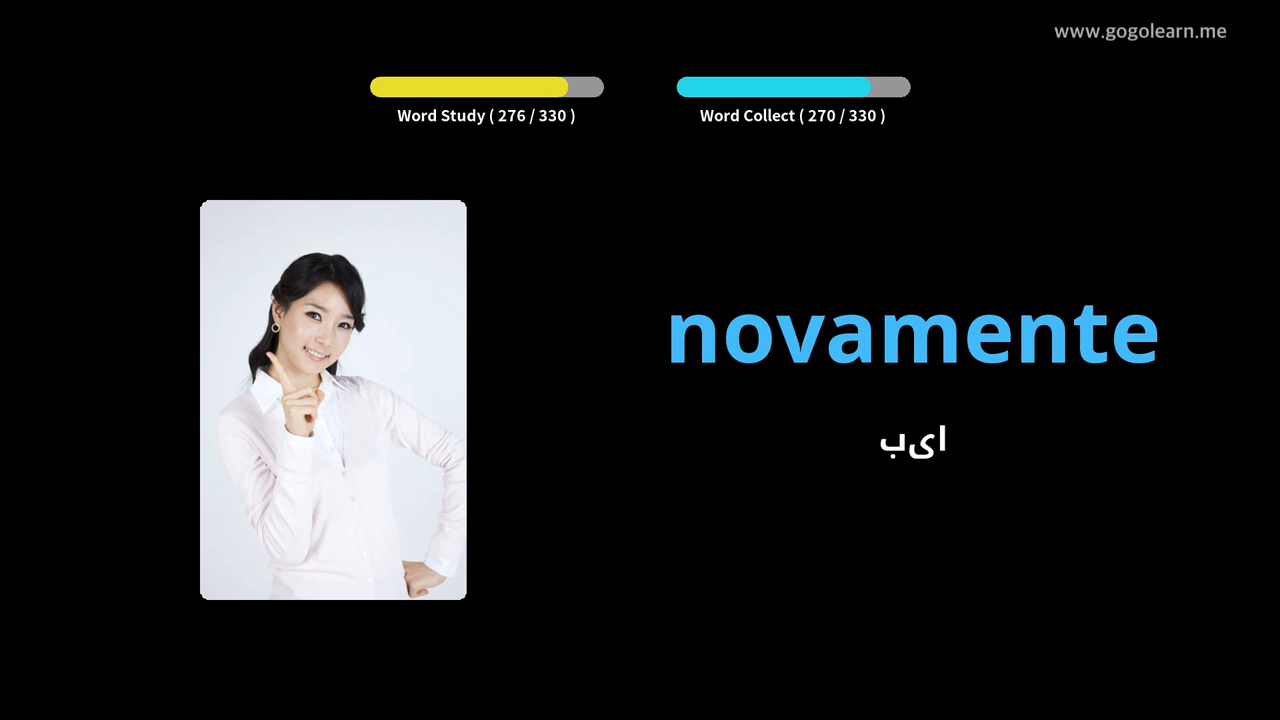 www.gogolearn.me
Word Study ( 276 / 330 )
Word Collect ( 270 / 330 )
novamente
ایب